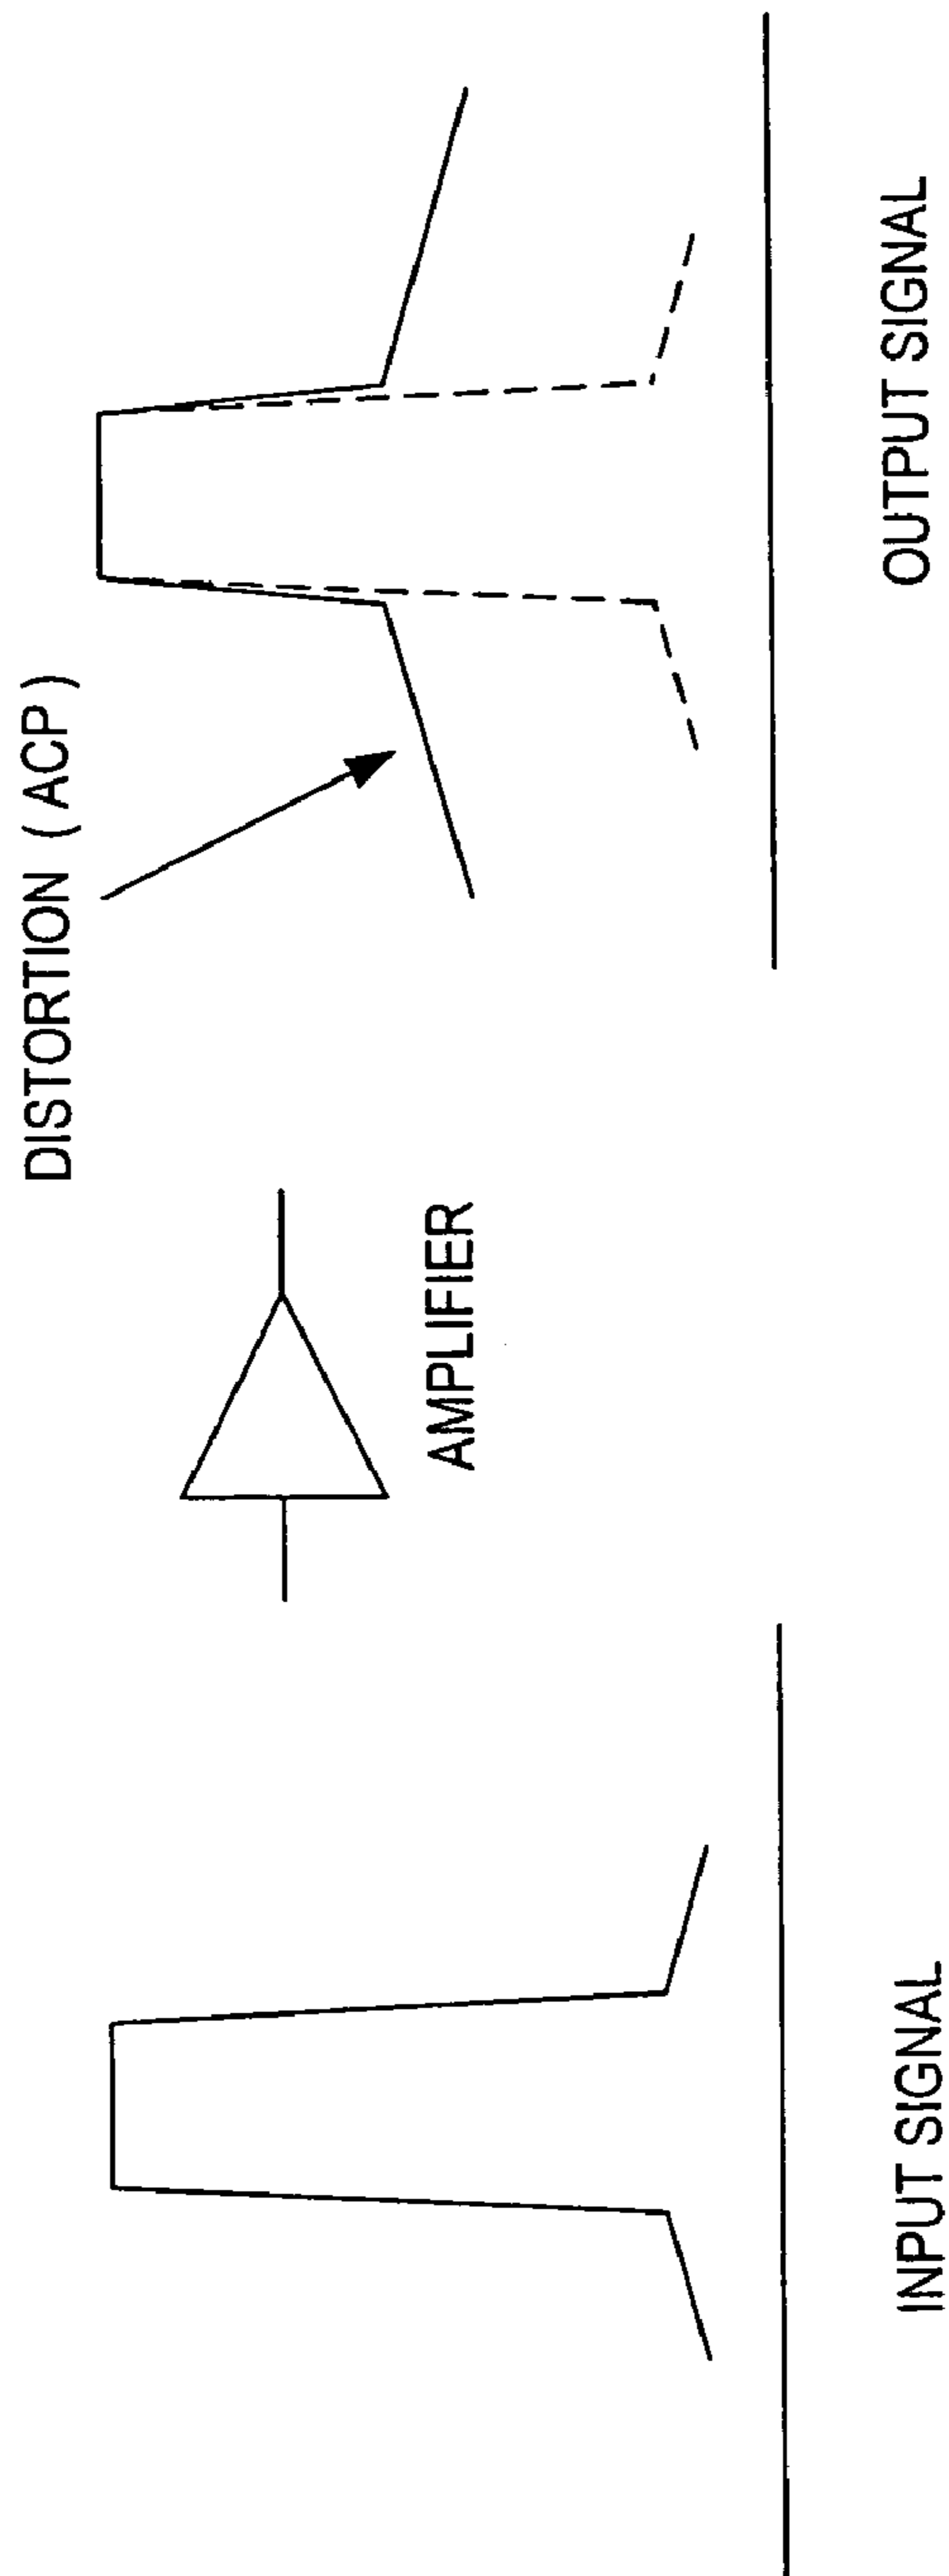 DISTORTION ( ACP )
AMPLIFIER
INPUT SIGNAL
OUTPUT SIGNAL